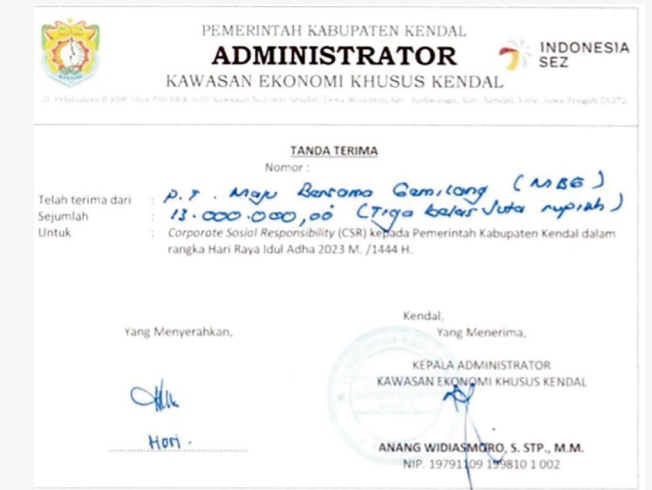 PEMERINTAH KABUPATEN KENDAL
ADMINISTRATOR
KAWASAN EKONOMI KHUSUS KENDAL
INDONESIA
SEZ
TANDA TERIMA
Nomor :
Telah terima dari : P.T. Maju Bersama Gemilang (MBG)
Sejumlah : 13.000.000,00 (Tiga belas Juta rupiah)
Untuk : Corporate Sosial Responsibility (CSR) kepada Pemerintah Kabupaten Kendal dalam
rangka Hari Raya Idul Adha 2023 M. /1444 H.
Kendal,
Yang Menyerahkan, Yang Menerima,
KEPALA ADMINISTRATOR
KAWASAN EKONOMI KHUSUS KENDAL
Hori.
ANANG WIDIASMORO, S. STP., M.M.
NIP. 19791109 199810 1 002